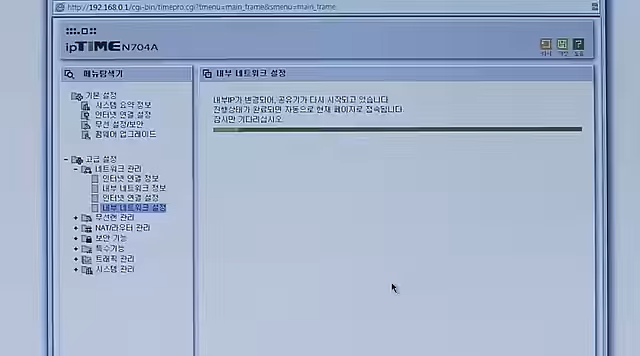 http://192.168.0.1/cgi-bin/timepro.cgi?tmenu=main_frame&smenu=main_frame
ipTIME N704A
메뉴탐색기
기본 설정
시스템 요약 정보
인터넷 연결 설정
무선 설정/보안
펌웨어 업그레이드
고급 설정
네트워크 관리
인터넷 연결 정보
내부 네트워크 정보
인터넷 연결 설정
내부 네트워크 설정
무선랜 관리
NAT/라우터 관리
보안 기능
특수기능
트래픽 관리
시스템 관리
내부 네트워크 설정
내부IP가 변경되어, 공유기가 다시 시작되고 있습니다.
진행상태가 완료되면 자동으로 현재 페이지로 접속됩니다.
잠시만 기다리십시오.